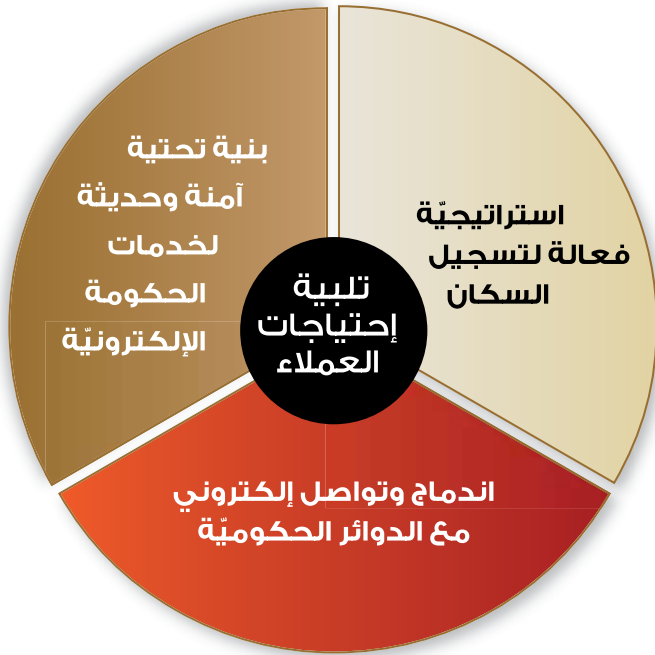 استراتيجيّة
فعالة لتسجيل
السكان
بنية تحتية
آمنة وحديثة
لخدمات
الحكومة
الإلكترونيّة
تلبية
إحتياجات
العملاء
اندماج وتواصل إلكتروني
مع الدوائر الحكوميّة